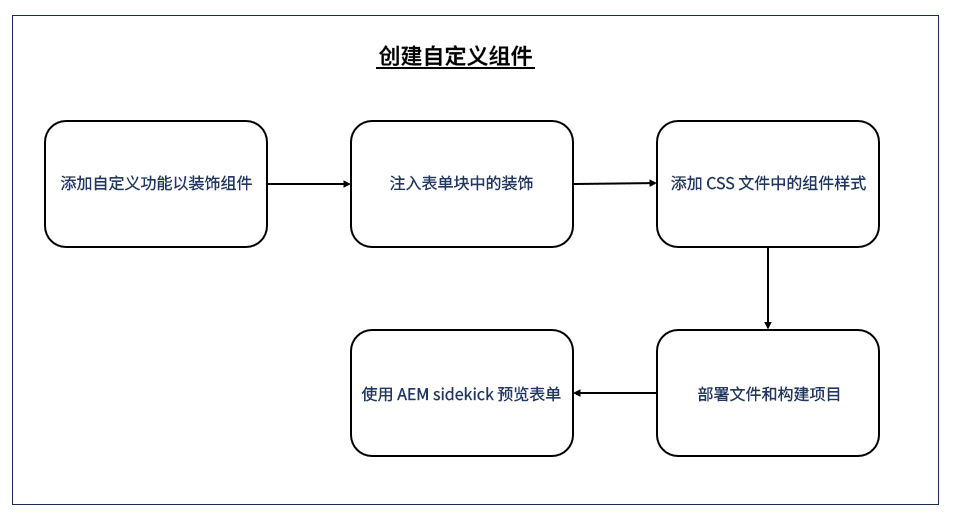 创建自定义组件
添加自定义功能以装饰组件
注入表单块中的装饰
添加 CSS 文件中的组件样式
部署文件和构建项目
使用 AEM sidekick 预览表单